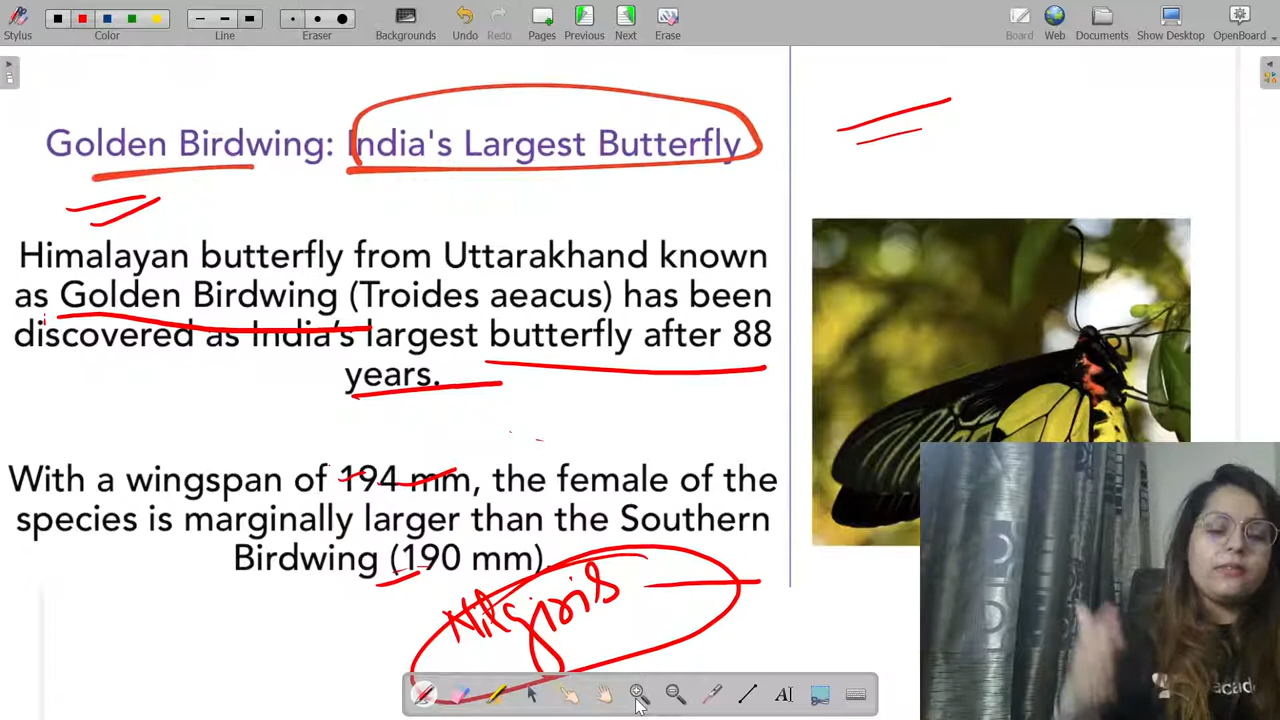 Stylus
Color
Line
Eraser
Backgrounds
Undo
Redo
Pages
Previous
Next
Erase
Board
Web
Documents
Show Desktop
OpenBoard
Golden Birdwing: India's Largest Butterfly
Himalayan butterfly from Uttarakhand known
as Golden Birdwing (Troides aeacus) has been
discovered as India's largest butterfly after 88
years.
With a wingspan of 194 mm, the female of the
species is marginally larger than the Southern
Birdwing (190 mm).
Nilgiris
AI